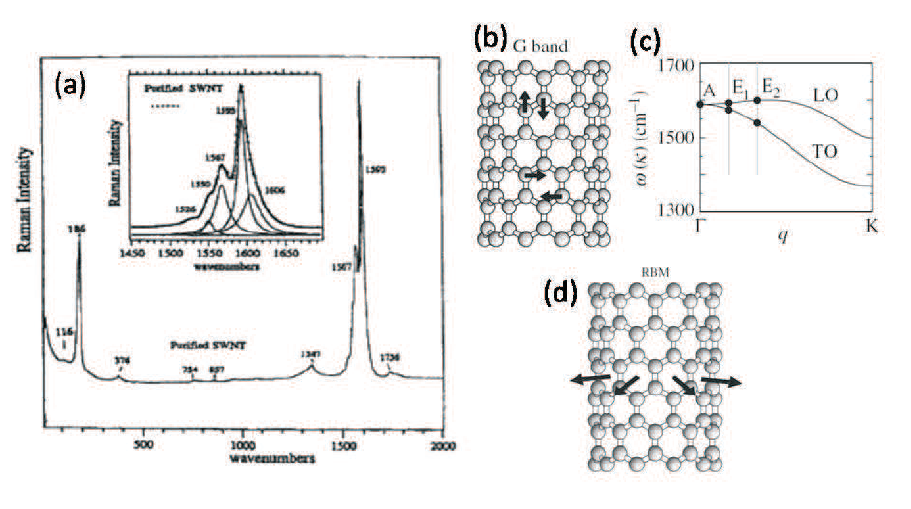 (a)
Raman Intensity
186
116
376
Purified SWNT
754
857
1347
1567
1593
1736
500
1000
1500
2000
wavenumbers
Purified SWNT
Raman Intensity
1526
1550
1567
1593
1606
1450
1500
1550
1600
1650
wavenumbers
(b)
G band
(c)
1700
1500
1300
ω(κ) (cm⁻¹)
A
E₁
E₂
LO
TO
Γ
q
K
(d)
RBM